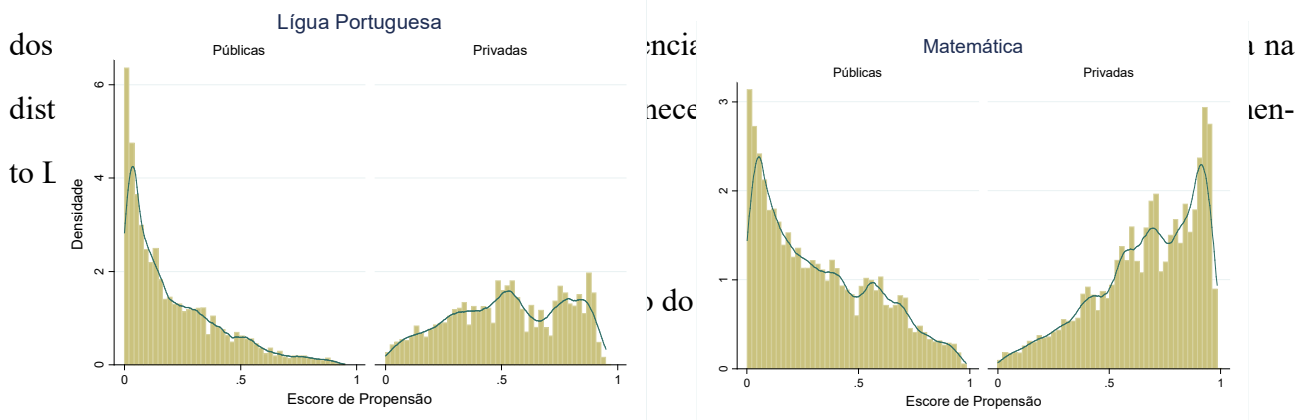 dos
dist
to L
Lígua Portuguesa
Públicas
Privadas
Densidade
6
4
2
0
0
.5
1
0
.5
1
Escore de Propensão
Matemática
Públicas
Privadas
3
2
1
0
0
.5
1
0
.5
1
Escore de Propensão
encia
nece
o do
a na
men-